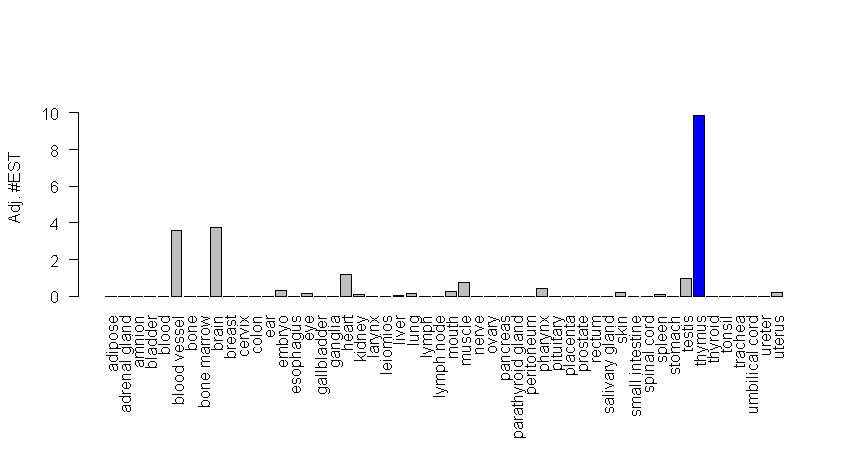 Adj. #EST
10
8
6
4
2
0
adipose
adrenal gland
amnion
bladder
blood
blood vessel
bone
bone marrow
brain
breast
cervix
colon
ear
embryo
esophagus
eye
gallbladder
ganglia
heart
kidney
larynx
leiomios
liver
lung
lymph
lymph node
mouth
muscle
nerve
ovary
pancreas
parathyroid gland
peritoneum
pharynx
pituitary
placenta
prostate
rectum
salivary gland
skin
small intestine
spinal cord
spleen
stomach
testis
thymus
thyroid
tonsil
trachea
umbilical cord
ureter
uterus